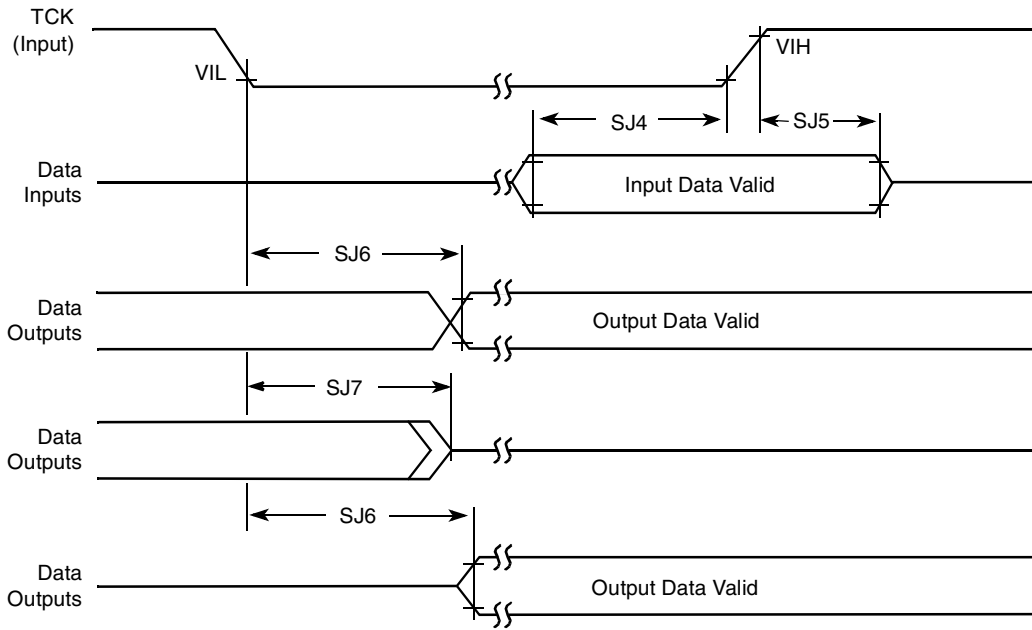 TCK
(Input)
VIL
VIH
SJ4
SJ5
Data
Inputs
Input Data Valid
SJ6
Data
Outputs
Output Data Valid
SJ7
Data
Outputs
SJ6
Data
Outputs
Output Data Valid